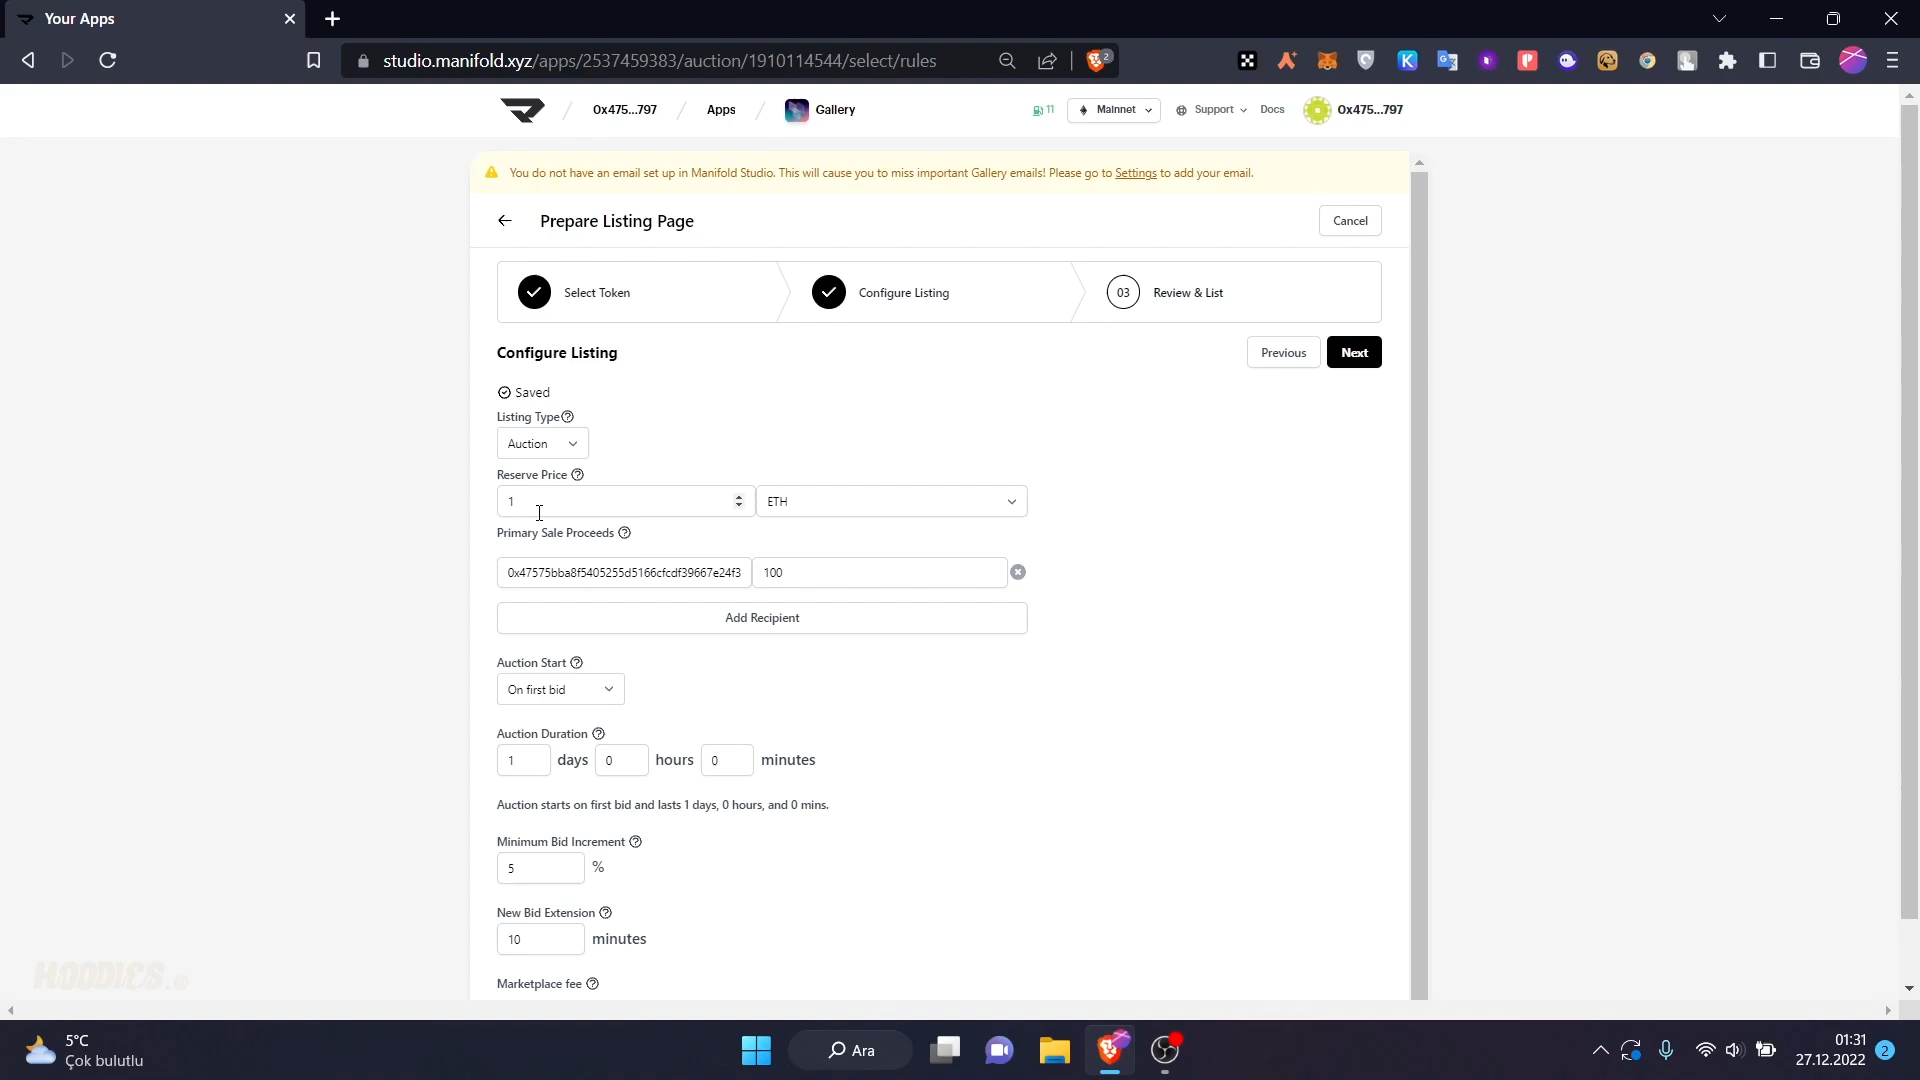 Your Apps
studio.manifold.xyz/apps/2537459383/auction/1910114544/select/rules
2
0x475...797
Apps
Gallery
11
Mainnet
Support
Docs
0x475...797
You do not have an email set up in Manifold Studio. This will cause you to miss important Gallery emails! Please go to Settings to add your email.
Prepare Listing Page
Cancel
Select Token
Configure Listing
03
Review & List
Configure Listing
Previous
Next
Saved
Listing Type
Auction
Reserve Price
1
ETH
Primary Sale Proceeds
0x47575bba8f5405255d5166cfcdf39667e24f3
100
Add Recipient
Auction Start
On first bid
Auction Duration
1 days 0 hours 0 minutes
Auction starts on first bid and lasts 1 days, 0 hours, and 0 mins.
Minimum Bid Increment
5 %
New Bid Extension
10 minutes
Marketplace fee
HOODIES.
5°C
Çok bulutlu
Ara
01:31
27.12.2022
2